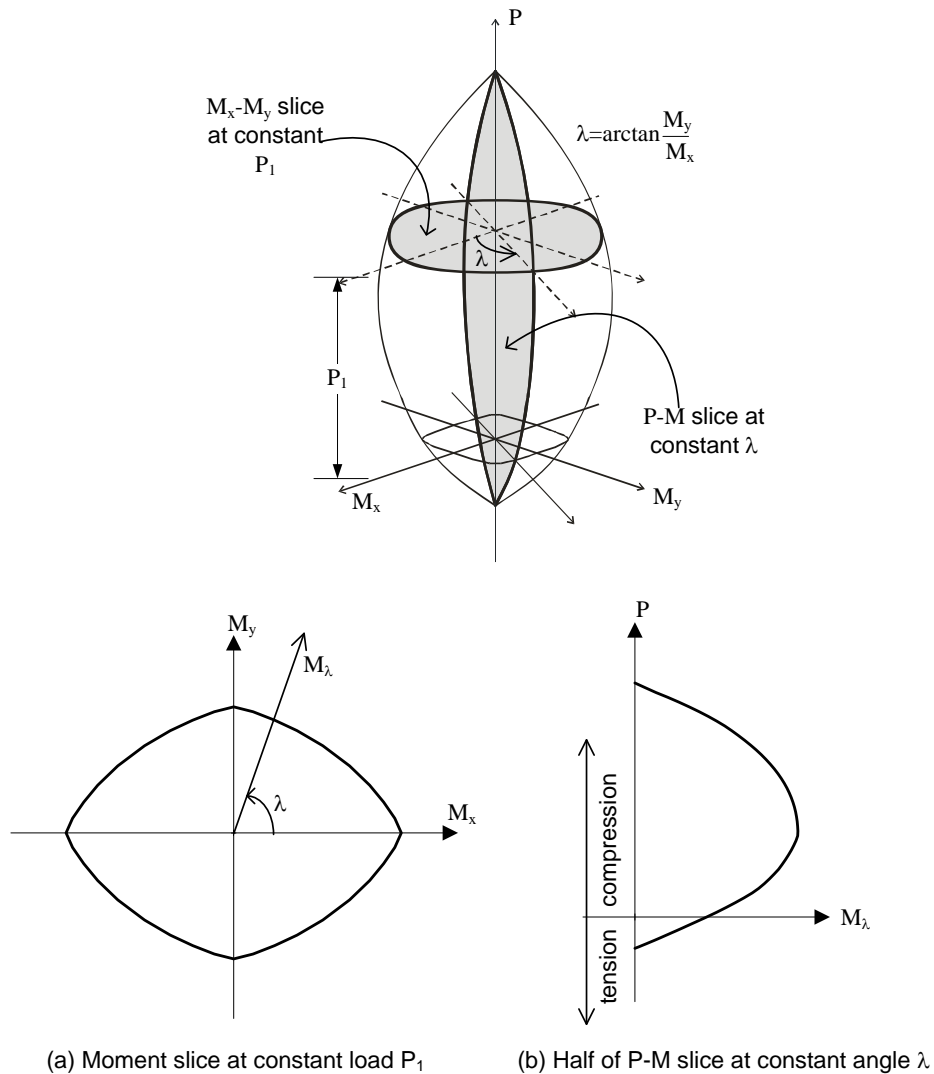 P
Mx-My slice
at constant
P1
λ=arctan My/Mx
λ
P1
P-M slice at
constant λ
Mx
My
My
Mλ
λ
Mx
P
compression
tension
Mλ
(a) Moment slice at constant load P1
(b) Half of P-M slice at constant angle λ